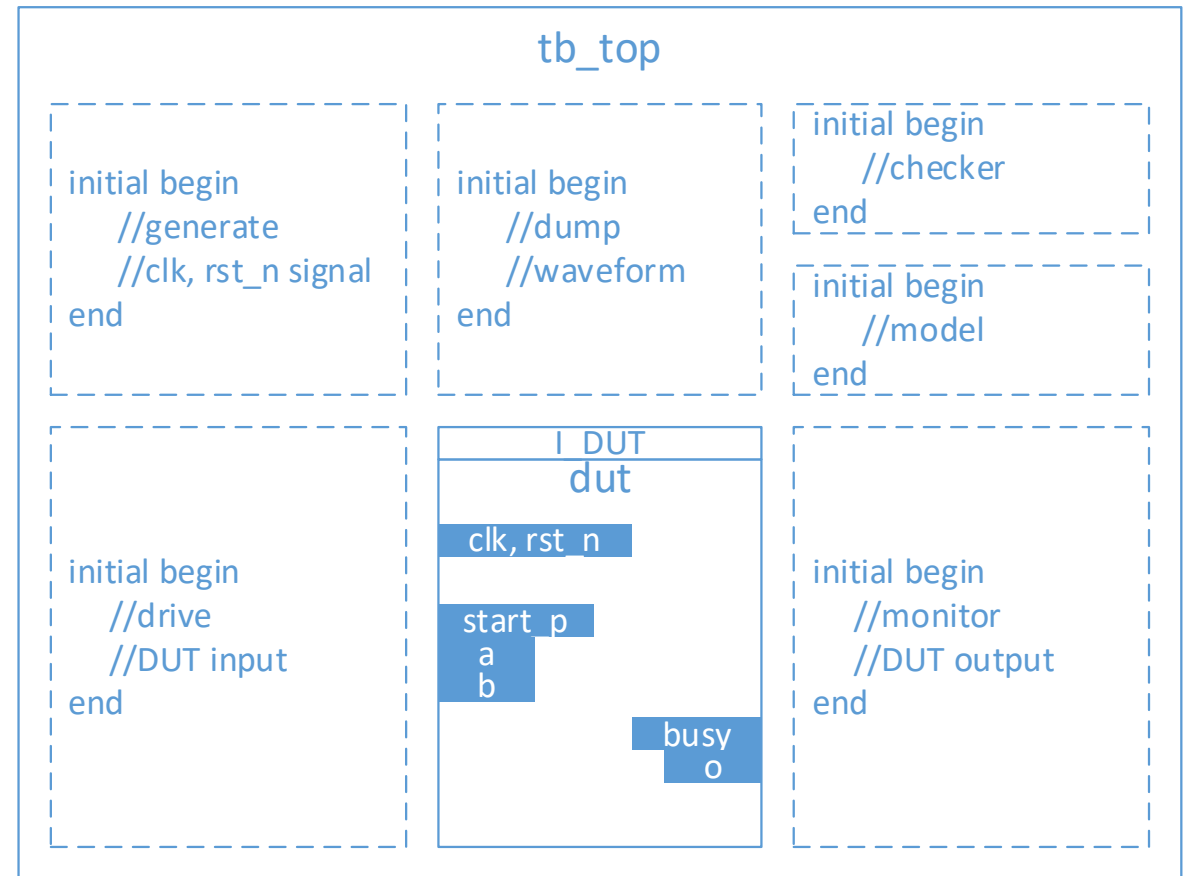 tb_top
initial begin
//generate
//clk, rst_n signal
end
initial begin
//dump
//waveform
end
initial begin
//checker
end
initial begin
//model
end
initial begin
//drive
//DUT input
end
I_DUT
dut
clk, rst_n
start_p
a
b
busy
o
initial begin
//monitor
//DUT output
end